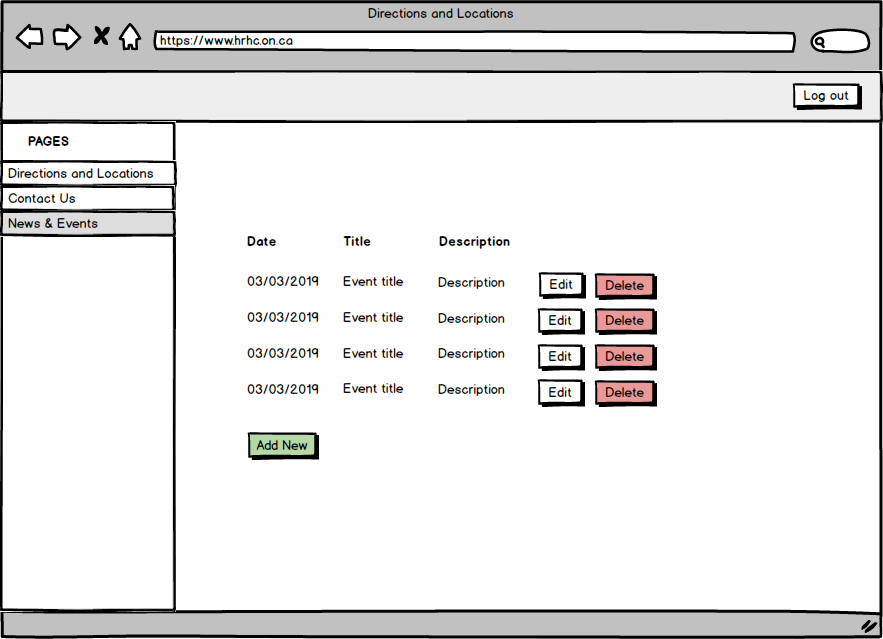 Directions and Locations
https://www.hrhc.on.ca
Log out
PAGES
Directions and Locations
Contact Us
News & Events
Date Title Description
03/03/2019 Event title Description Edit Delete
03/03/2019 Event title Description Edit Delete
03/03/2019 Event title Description Edit Delete
03/03/2019 Event title Description Edit Delete
Add New